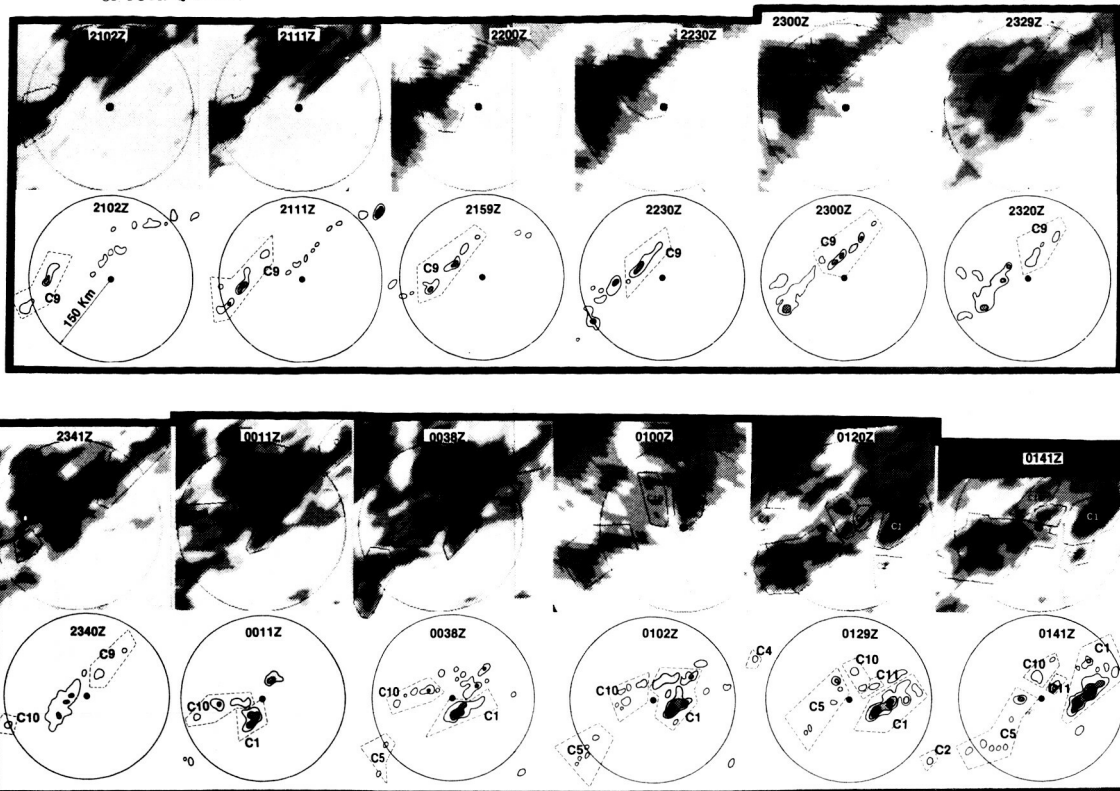 2102Z 2111Z 2200Z 2230Z 2300Z 2329Z
2102Z 2111Z 2159Z 2230Z 2300Z 2320Z
C9 C9 C9 C9 C9 C9
150 Km
2341Z 0011Z 0038Z 0100Z 0120Z 0141Z
C1 C1
2340Z 0011Z 0038Z 0102Z 0129Z 0141Z
C9 C4 C10 C10 C1
C10 C10 C10 C10 C11 C11
C1 C1 C1 C5 C1 C5
C5 C5 C2